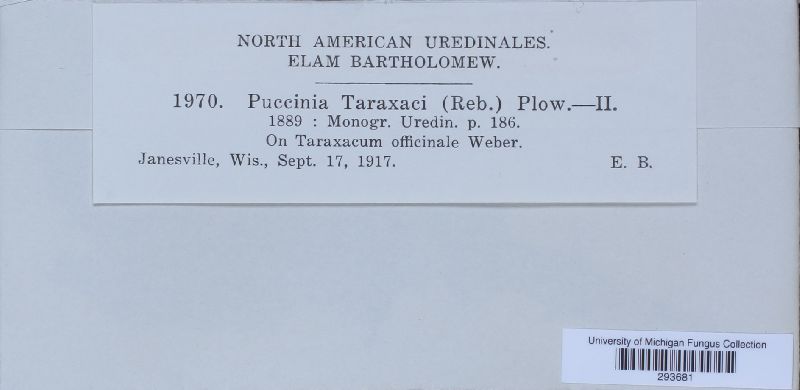 NORTH AMERICAN UREDINALES.
ELAM BARTHOLOMEW.
1970. Puccinia Taraxaci (Reb.) Plow.—II.
1889 : Monogr. Uredin. p. 186.
On Taraxacum officinale Weber.
Janesville, Wis., Sept. 17, 1917. E. B.
University of Michigan Fungus Collection
293681